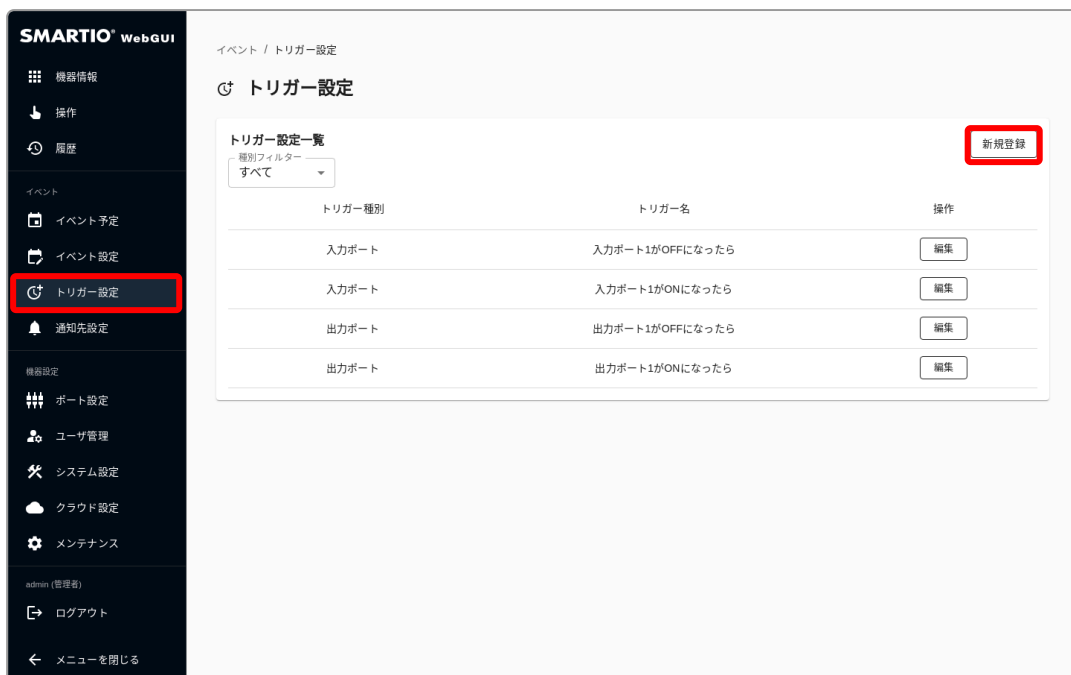 SMARTIO® WebGUI
機器情報
操作
履歴
イベント
イベント予定
イベント設定
トリガー設定
通知先設定
機器設定
ポート設定
ユーザ管理
システム設定
クラウド設定
メンテナンス
admin (管理者)
ログアウト
メニューを閉じる
イベント / トリガー設定
トリガー設定
トリガー設定一覧
新規登録
種別フィルター
すべて
トリガー種別 トリガー名 操作
入力ポート 入力ポート1がOFFになったら 編集
入力ポート 入力ポート1がONになったら 編集
出力ポート 出力ポート1がOFFになったら 編集
出力ポート 出力ポート1がONになったら 編集